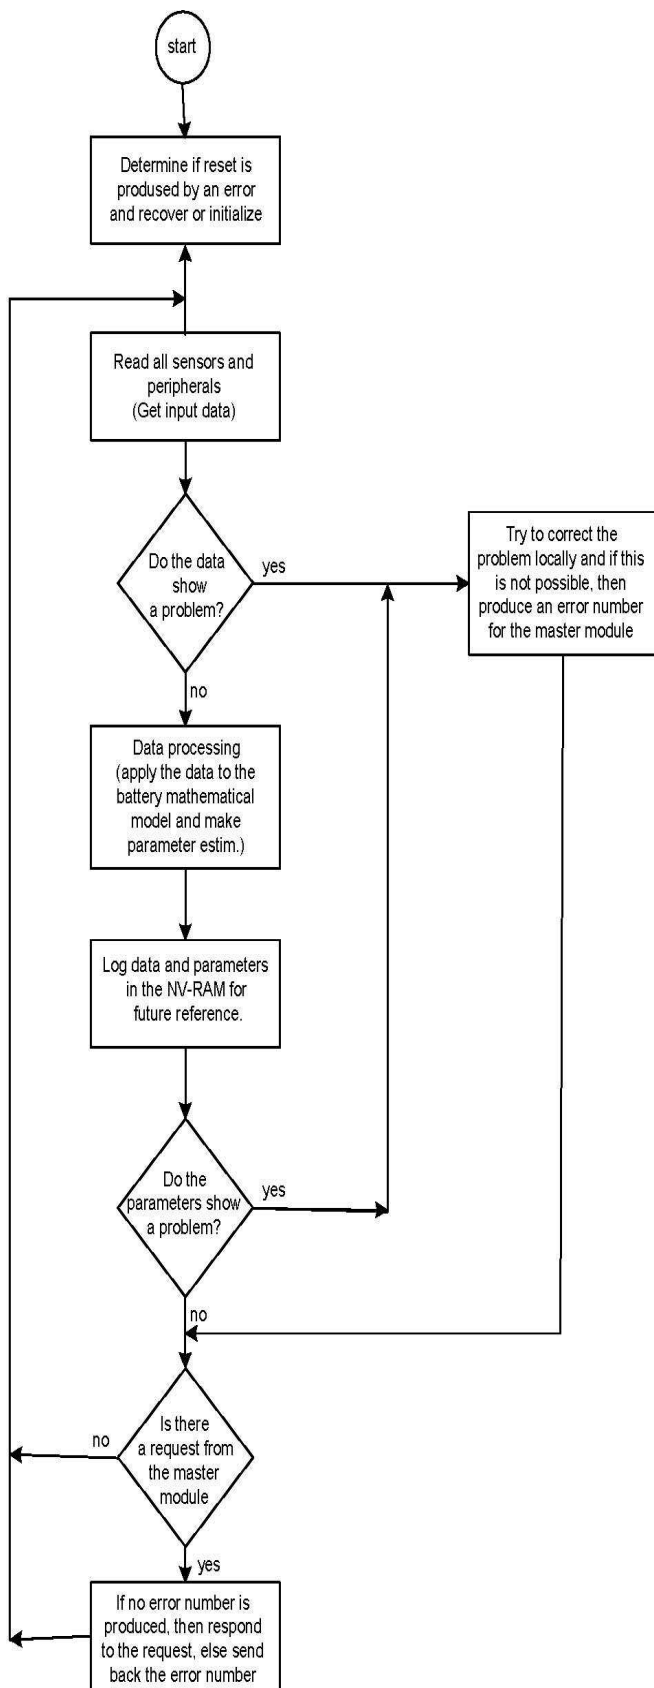 start
Determine if reset is
prodused by an error
and recover or initialize
Read all sensors and
peripherals
(Get input data)
Do the data
show
a problem?
yes
Try to correct the
problem locally and if this
is not possible, then
produce an error number
for the master module
no
Data processing
(apply the data to the
battery mathematical
model and make
parameter estim.)
Log data and parameters
in the NV-RAM for
future reference.
Do the
parameters show
a problem?
yes
no
Is there
a request from
the master
module
no
yes
If no error number is
produced, then respond
to the request, else send
back the error number